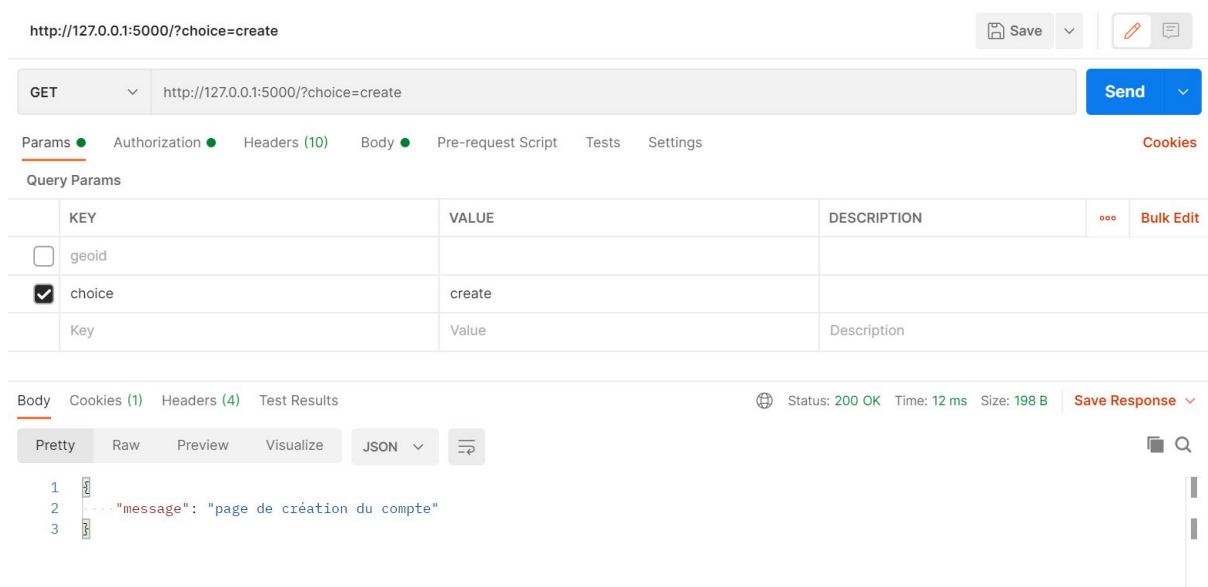 http://127.0.0.1:5000/?choice=create Save
GET http://127.0.0.1:5000/?choice=create Send
Params Authorization Headers (10) Body Pre-request Script Tests Settings Cookies
Query Params
KEY VALUE DESCRIPTION ooo Bulk Edit
geoid
choice create
Key Value Description
Body Cookies (1) Headers (4) Test Results Status: 200 OK Time: 12 ms Size: 198 B Save Response
Pretty Raw Preview Visualize JSON
1 {
2 "message": "page de création du compte"
3 }